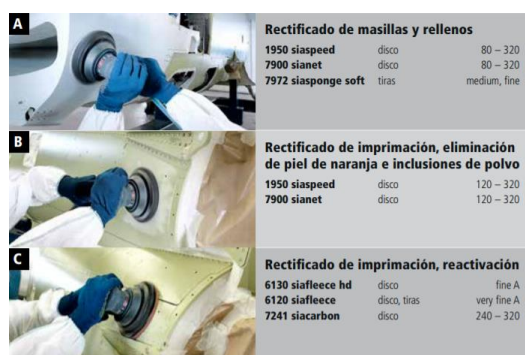 A
Rectificado de masillas y rellenos
1950 siaspeed disco 80 – 320
7900 sianet disco 80 – 320
7972 siasponge soft tiras medium, fine
B
Rectificado de imprimación, eliminación
de piel de naranja e inclusiones de polvo
1950 siaspeed disco 120 – 320
7900 sianet disco 120 – 320
C
Rectificado de imprimación, reactivación
6130 siafleece hd disco fine A
6120 siafleece disco, tiras very fine A
7241 siacarbon disco 240 – 320